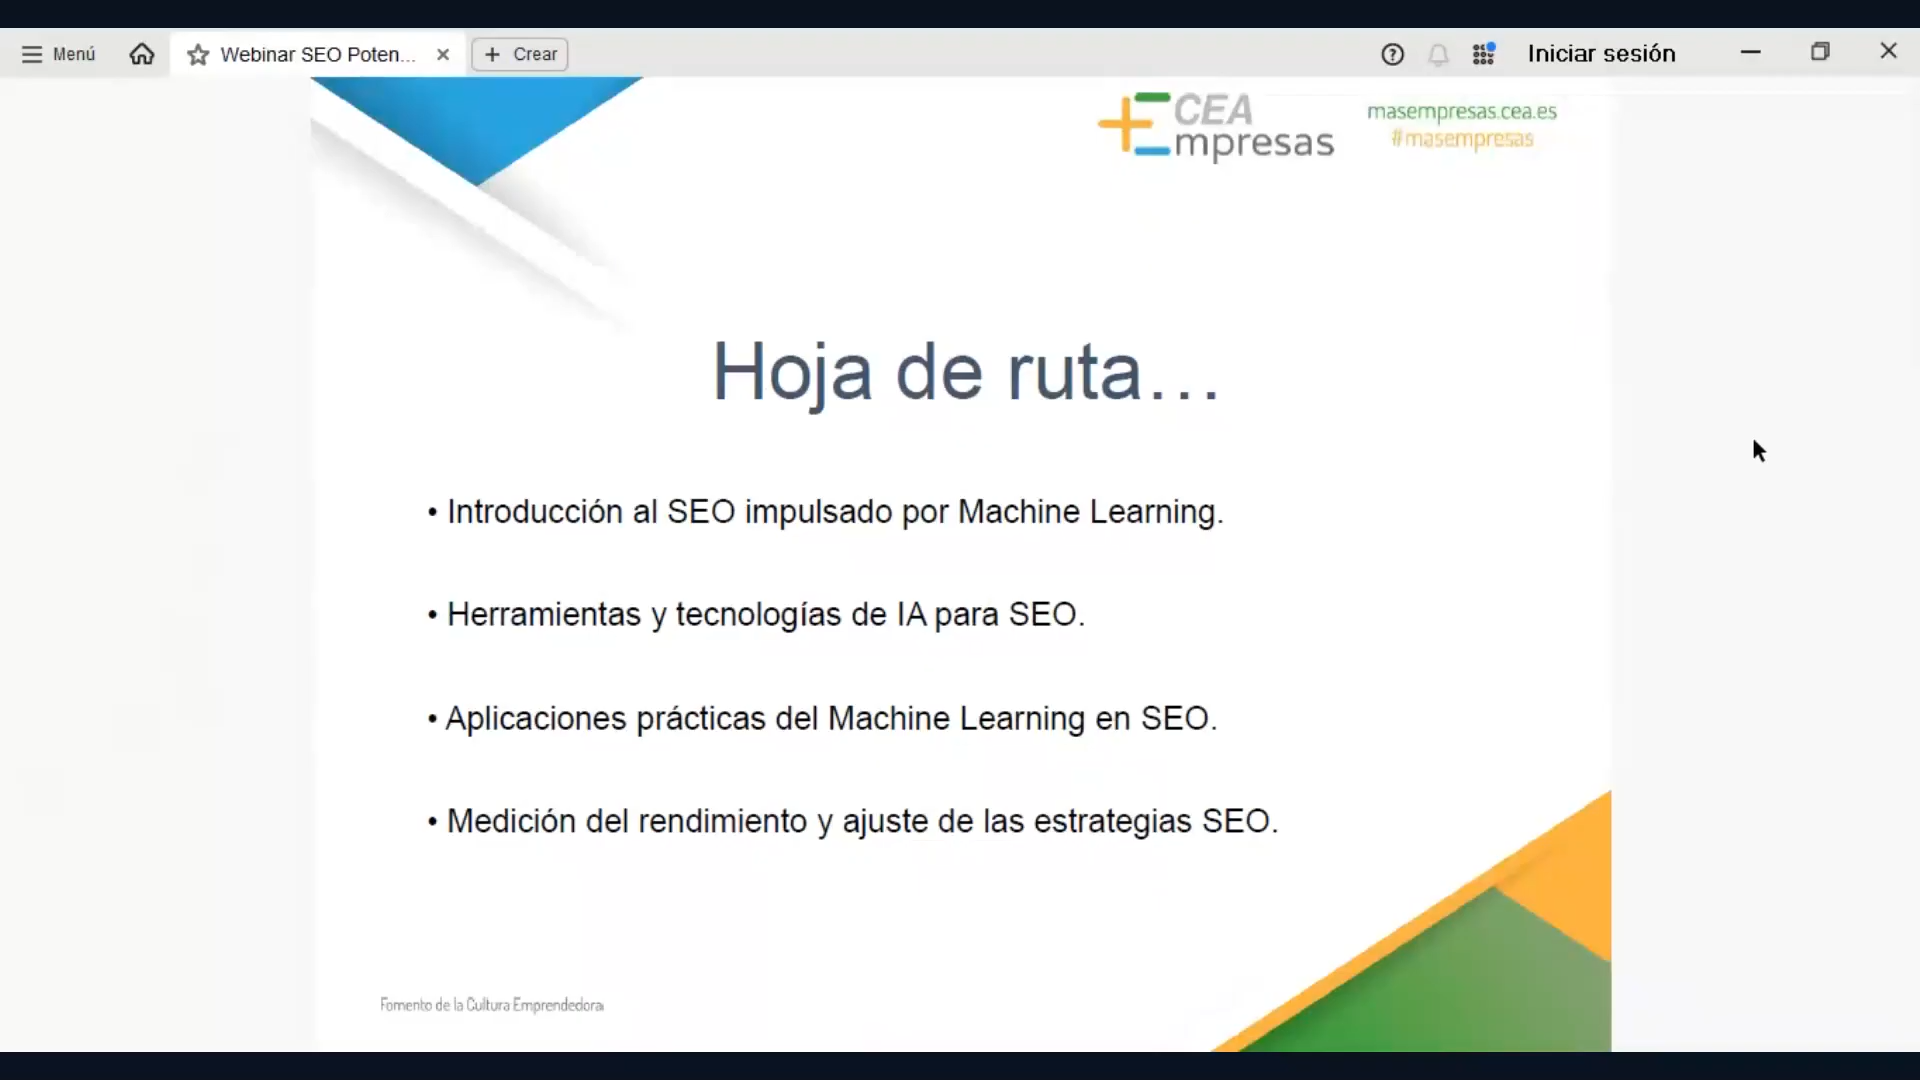 Menú
Webinar SEO Poten...
Crear
Iniciar sesión
CEA
mpresas
masempresas.cea.es
#masempresas
Hoja de ruta...
• Introducción al SEO impulsado por Machine Learning.
• Herramientas y tecnologías de IA para SEO.
• Aplicaciones prácticas del Machine Learning en SEO.
• Medición del rendimiento y ajuste de las estrategias SEO.
Fomento de la Cultura Emprendedora